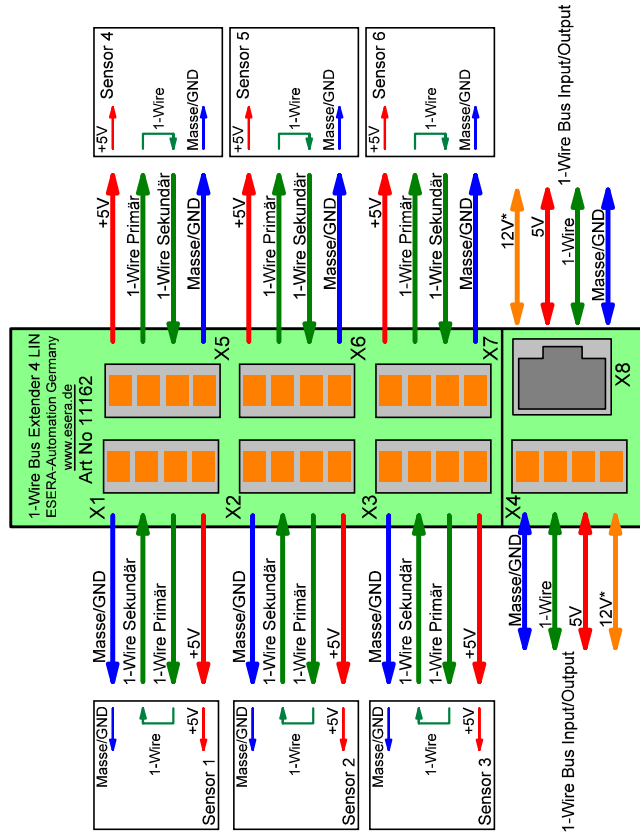 1-Wire Bus Extender 4 LIN
ESERA-Automation Germany
www.esera.de
Art No 11162
Sensor 4
+5V
1-Wire
Masse/GND
+5V
1-Wire Primär
1-Wire Sekundär
Masse/GND
X5
Sensor 5
+5V
1-Wire
Masse/GND
+5V
1-Wire Primär
1-Wire Sekundär
Masse/GND
X6
Sensor 6
+5V
1-Wire
Masse/GND
+5V
1-Wire Primär
1-Wire Sekundär
Masse/GND
X7
1-Wire Bus Input/Output
12V*
5V
1-Wire
Masse/GND
X8
X1
Masse/GND
1-Wire Sekundär
1-Wire Primär
+5V
Masse/GND
1-Wire
+5V
Sensor 1
X2
Masse/GND
1-Wire Sekundär
1-Wire Primär
+5V
Masse/GND
1-Wire
+5V
Sensor 2
X3
Masse/GND
1-Wire Sekundär
1-Wire Primär
+5V
Masse/GND
1-Wire
+5V
Sensor 3
X4
Masse/GND
1-Wire
5V
12V*
1-Wire Bus Input/Output